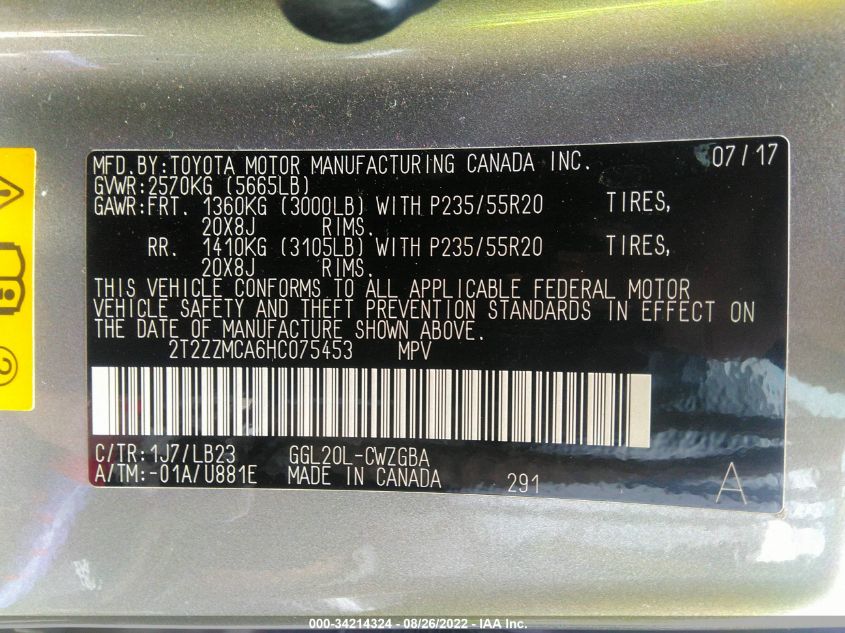 MFD.BY:TOYOTA MOTOR MANUFACTURING CANADA INC. 07/17
GVWR:2570KG (5665LB)
GAWR:FRT. 1360KG (3000LB) WITH P235/55R20 TIRES,
20X8J RIMS.
RR. 1410KG (3105LB) WITH P235/55R20 TIRES,
20X8J RIMS.
THIS VEHICLE CONFORMS TO ALL APPLICABLE FEDERAL MOTOR
VEHICLE SAFETY AND THEFT PREVENTION STANDARDS IN EFFECT ON
THE DATE OF MANUFACTURE SHOWN ABOVE.
2T2ZZMCA6HC075453 MPV
C/TR:1J7/LB23 GGL20L-CWZGBA
A/TM:-01A/U881E MADE IN CANADA 291 A
2
000-34214324 - 08/26/2022 - IAA Inc.